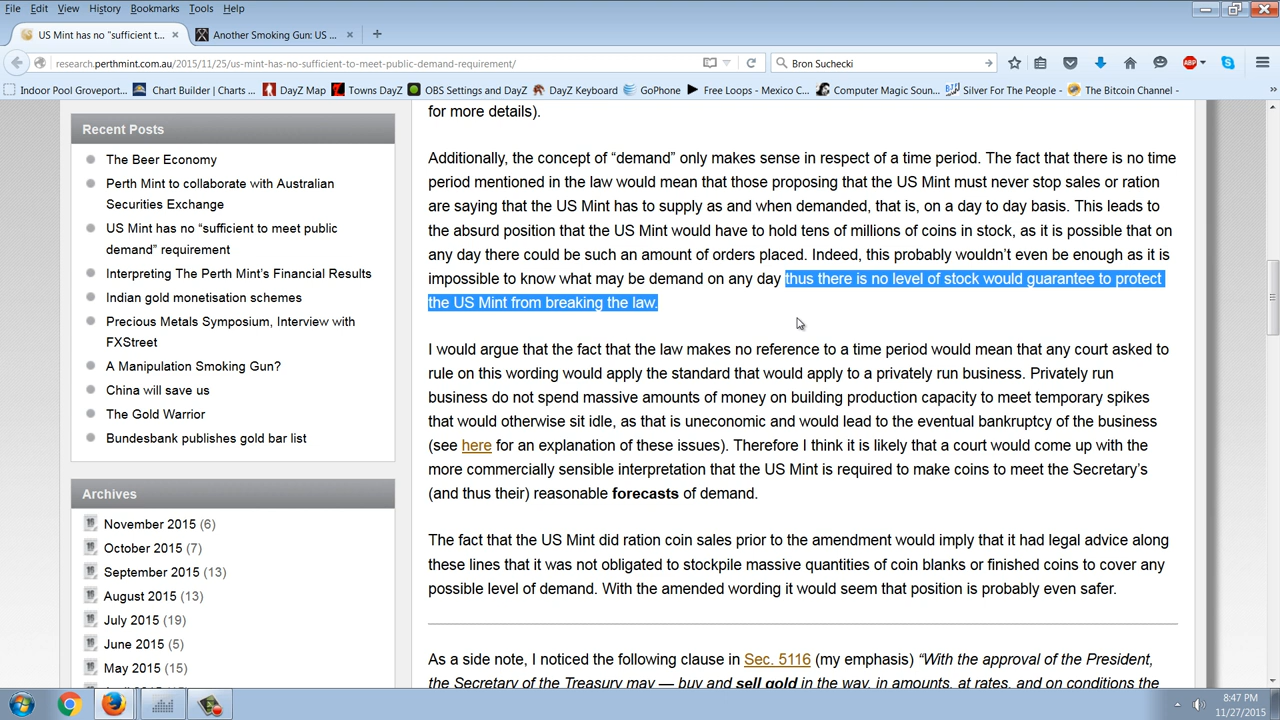 File Edit View History Bookmarks Tools Help
US Mint has no "sufficient t... × Another Smoking Gun: US ... × +
research.perthmint.com.au/2015/11/25/us-mint-has-no-sufficient-to-meet-public-demand-requirement/ Bron Suchecki
Indoor Pool Groveport... Chart Builder | Charts ... DayZ Map Towels DayZ OBS Settings and DayZ DayZ Keyboard GoPhone Free Loops - Mexico C... Computer Magic Soun... Silver For The People - The Bitcoin Channel - »
Recent Posts
The Beer Economy
Perth Mint to collaborate with Australian
Securities Exchange
US Mint has no “sufficient to meet public
demand” requirement
Interpreting The Perth Mint’s Financial Results
Indian gold monetisation schemes
Precious Metals Symposium, Interview with
FXStreet
A Manipulation Smoking Gun?
China will save us
The Gold Warrior
Bundesbank publishes gold bar list
Archives
November 2015 (6)
October 2015 (7)
September 2015 (13)
August 2015 (13)
July 2015 (19)
June 2015 (5)
May 2015 (15)
for more details).
Additionally, the concept of “demand” only makes sense in respect of a time period. The fact that there is no time
period mentioned in the law would mean that those proposing that the US Mint must never stop sales or ration
are saying that the US Mint has to supply as and when demanded, that is, on a day to day basis. This leads to
the absurd position that the US Mint would have to hold tens of millions of coins in stock, as it is possible that on
any day there could be such an amount of orders placed. Indeed, this probably wouldn’t even be enough as it is
impossible to know what may be demand on any day thus there is no level of stock would guarantee to protect
the US Mint from breaking the law.
I would argue that the fact that the law makes no reference to a time period would mean that any court asked to
rule on this wording would apply the standard that would apply to a privately run business. Privately run
business do not spend massive amounts of money on building production capacity to meet temporary spikes
that would otherwise sit idle, as that is uneconomic and would lead to the eventual bankruptcy of the business
(see here for an explanation of these issues). Therefore I think it is likely that a court would come up with the
more commercially sensible interpretation that the US Mint is required to make coins to meet the Secretary’s
(and thus their) reasonable forecasts of demand.
The fact that the US Mint did ration coin sales prior to the amendment would imply that it had legal advice along
these lines that it was not obligated to stockpile massive quantities of coin blanks or finished coins to cover any
possible level of demand. With the amended wording it would seem that position is probably even safer.
As a side note, I noticed the following clause in Sec. 5116 (my emphasis) “With the approval of the President,
the Secretary of the Treasury may — buy and sell gold in the way, in amounts, at rates, and on conditions the
8:47 PM
11/27/2015